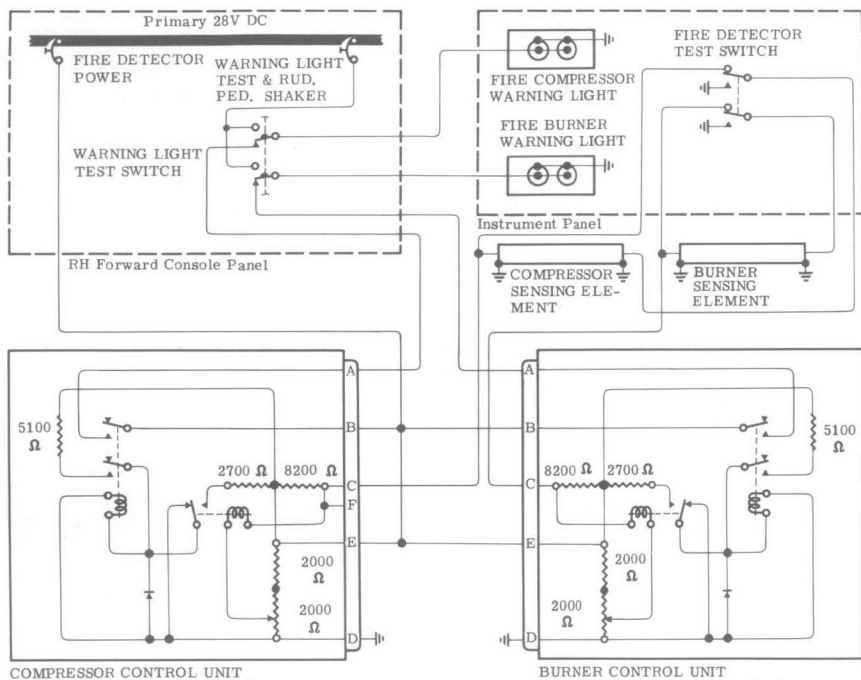 Primary 28V DC
FIRE DETECTOR
POWER
WARNING LIGHT
TEST & RUD.
PED. SHAKER
WARNING LIGHT
TEST SWITCH
RH Forward Console Panel
FIRE COMPRESSOR
WARNING LIGHT
FIRE BURNER
WARNING LIGHT
FIRE DETECTOR
TEST SWITCH
Instrument Panel
COMPRESSOR
SENSING ELE-
MENT
BURNER
SENSING
ELEMENT
A
B
C
F
E
D
5100
Ω
2700 Ω
8200 Ω
2000
Ω
2000
Ω
COMPRESSOR CONTROL UNIT
A
B
C
E
D
8200 Ω
2700 Ω
5100
Ω
2000
Ω
2000
Ω
BURNER CONTROL UNIT